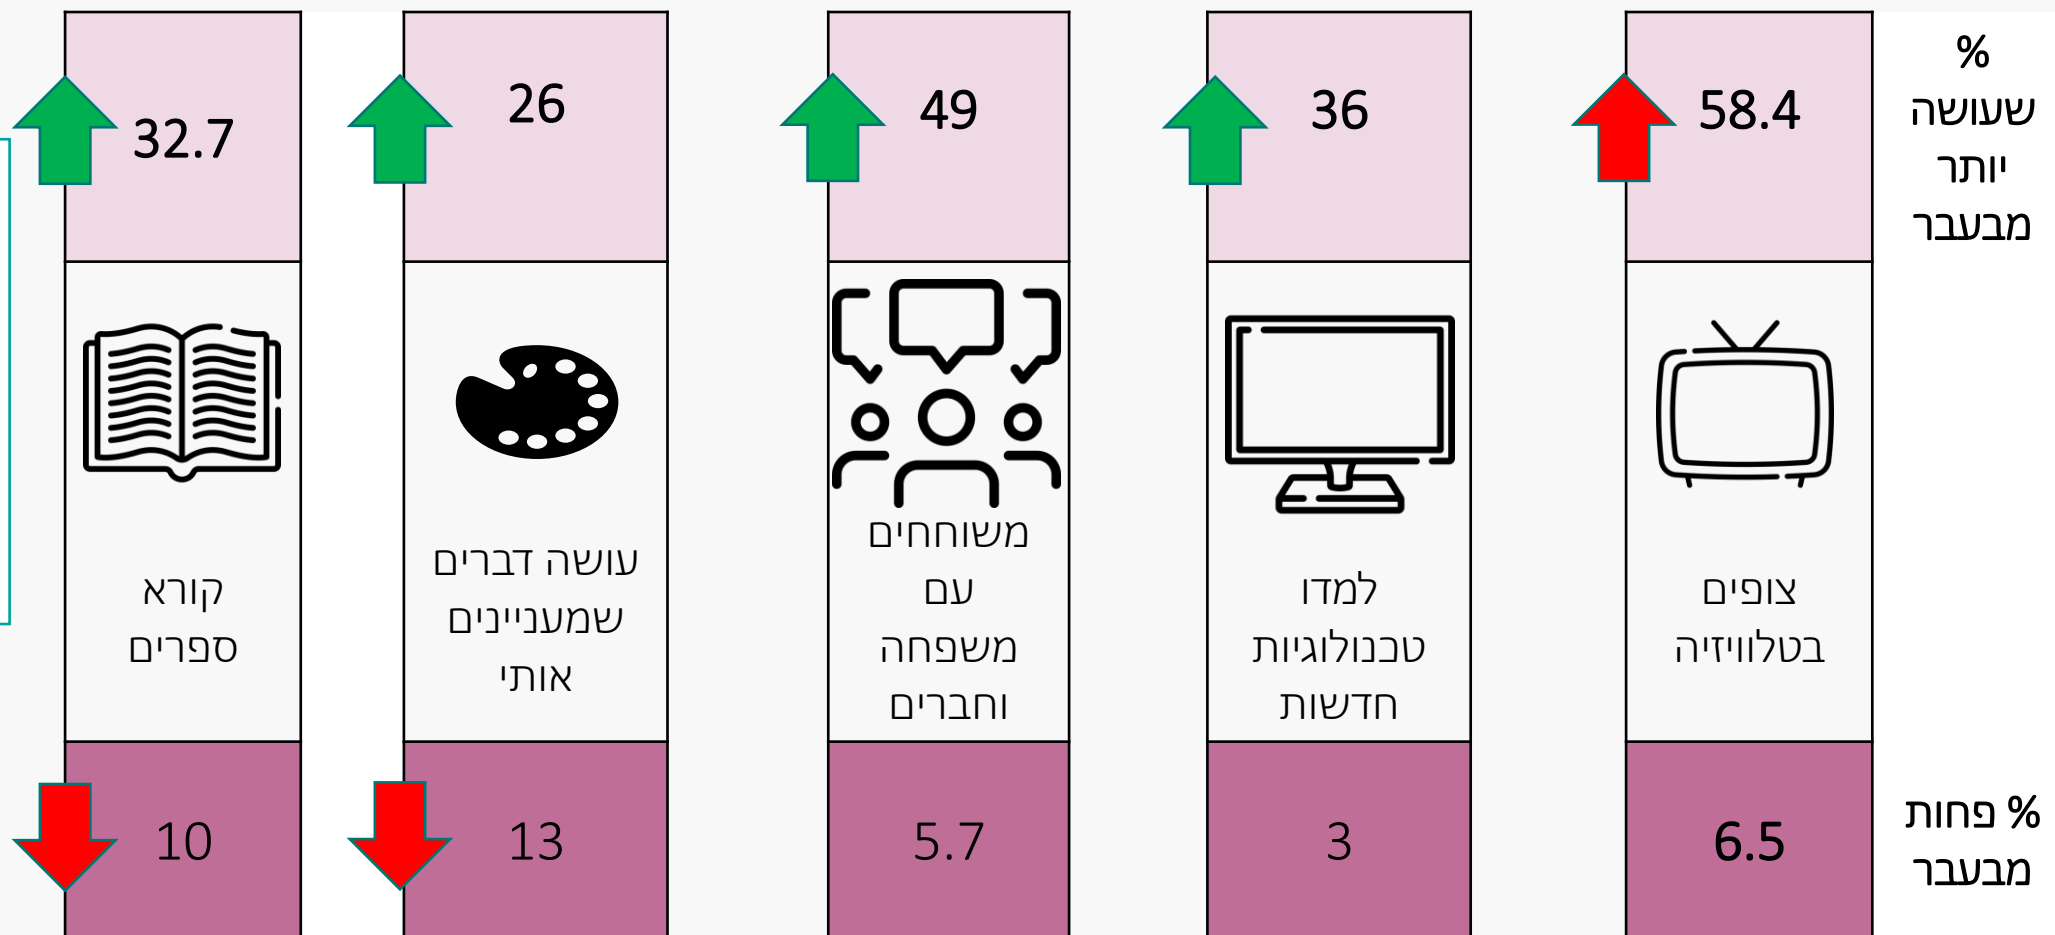 %
שעושה
יותר
מבעבר
58.4
36
49
26
32.7
צופים
בטלוויזיה
למדו
טכנולוגיות
חדשות
משוחחים
עם
משפחה
וחברים
עושה דברים
שמעניינים
אותי
קורא
ספרים
% פחות
מבעבר
6.5
3
5.7
13
10